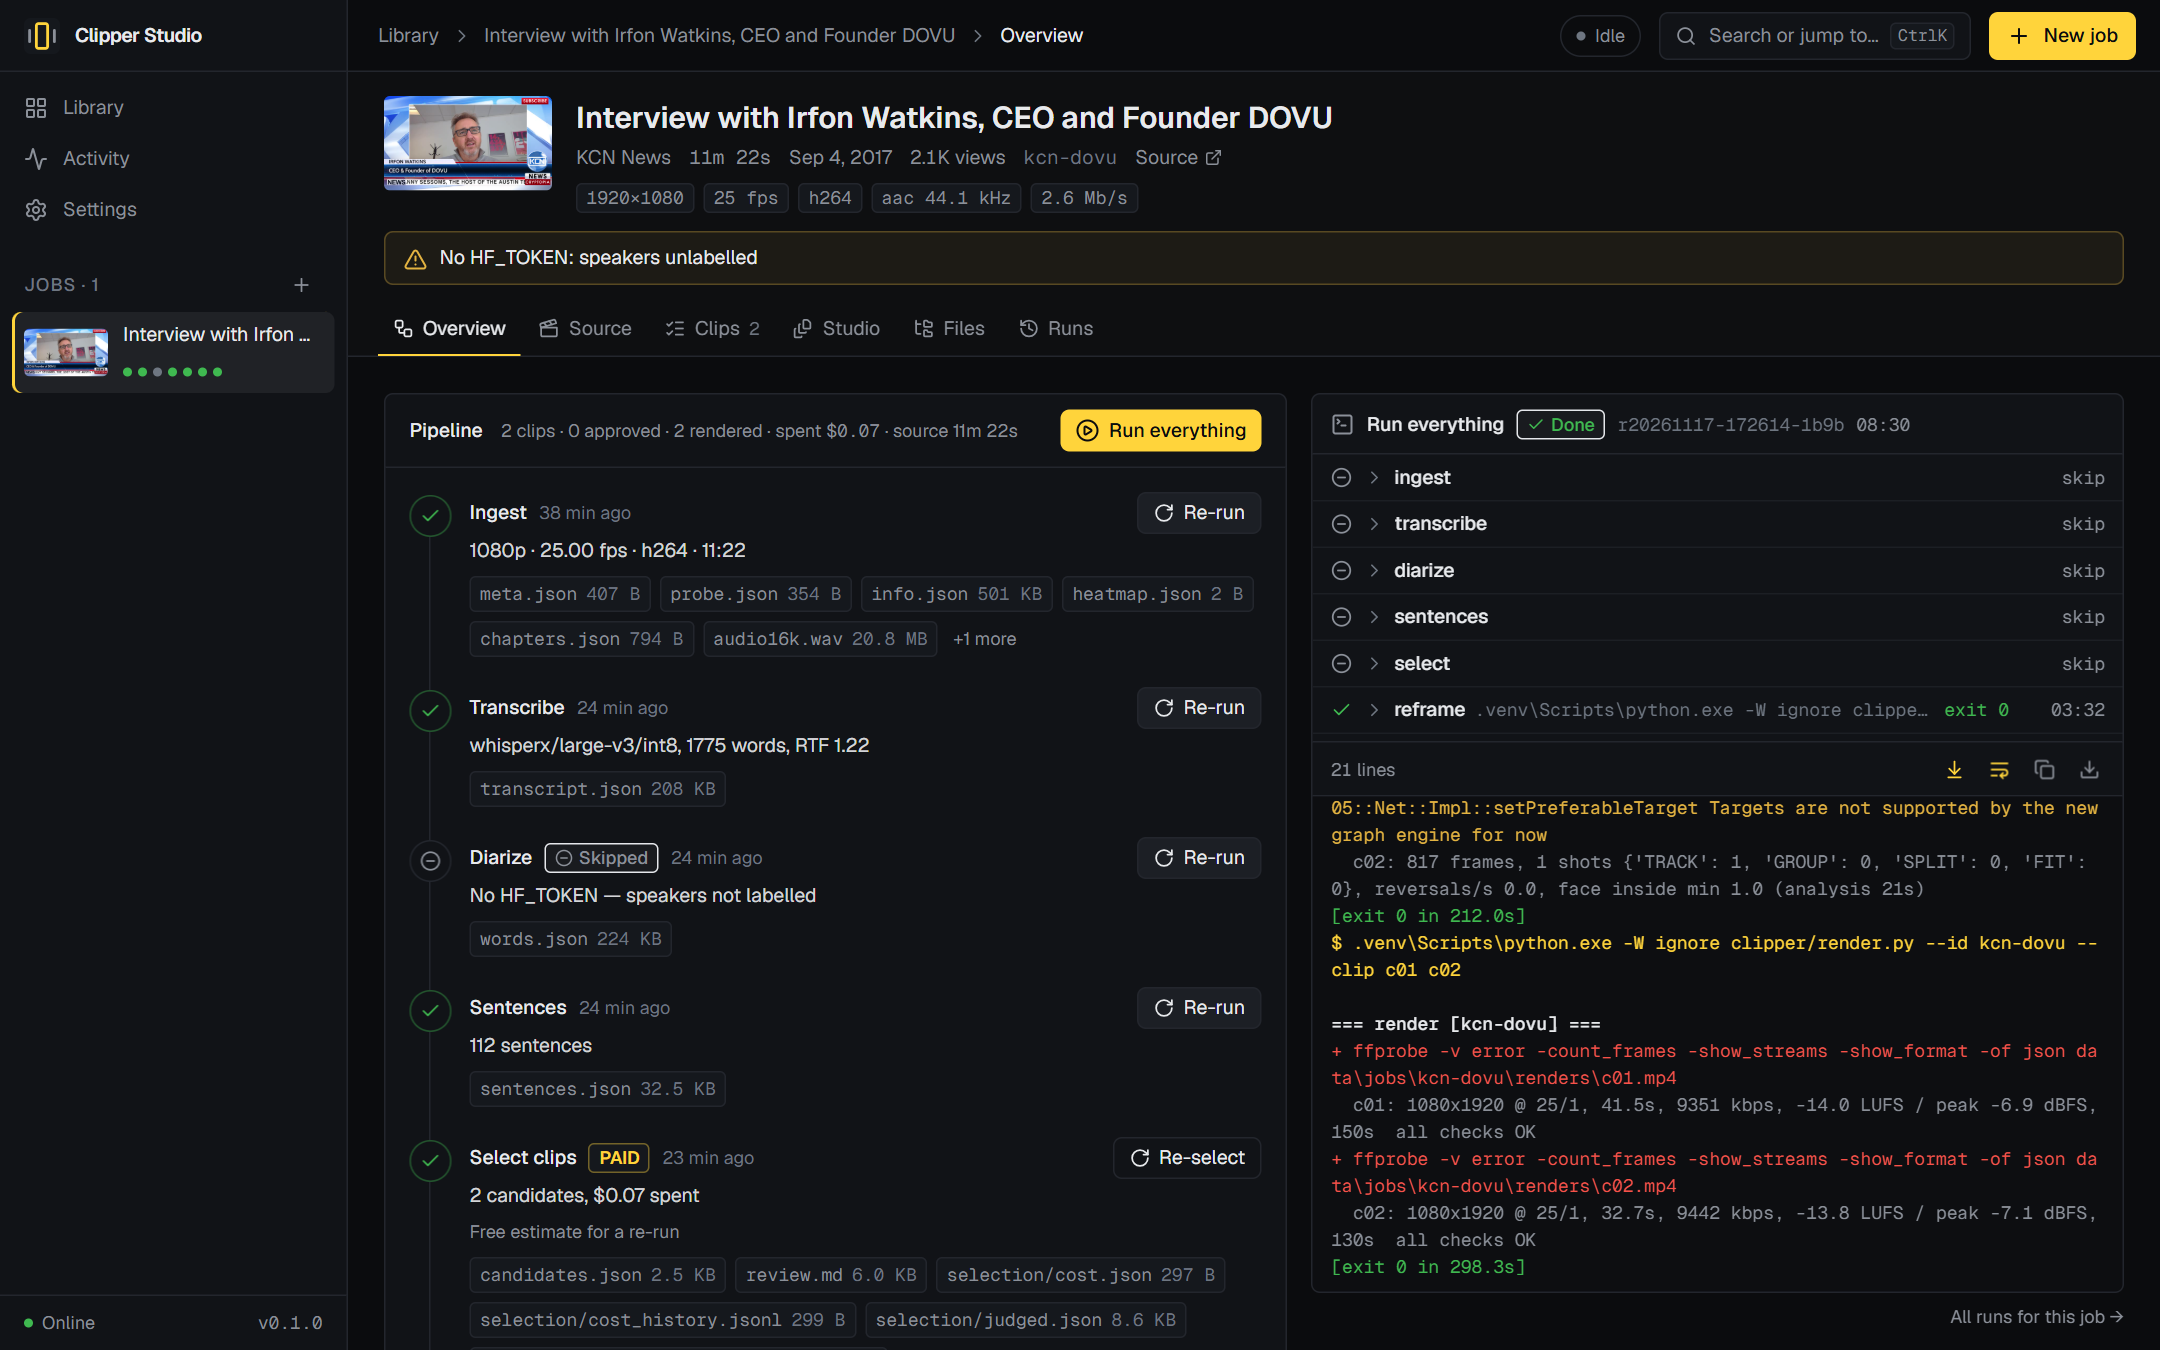 Clipper Studio
Library
Activity
Settings
JOBS · 1
Interview with Irfon ...
Online
v0.1.0
Library > Interview with Irfon Watkins, CEO and Founder DOVU > Overview
Idle
Search or jump to... CtrlK
New job
SUBSCRIBE
IRFON WATKINS
CEO & Founder of DOVU
Interview with Irfon Watkins, CEO and Founder DOVU
KCN News 11m 22s Sep 4, 2017 2.1K views kcn-dovu Source
1920×1080 25 fps h264 aac 44.1 kHz 2.6 Mb/s
No HF_TOKEN: speakers unlabelled
Overview Source Clips 2 Studio Files Runs
Pipeline 2 clips · 0 approved · 2 rendered · spent $0.07 · source 11m 22s Run everything
Ingest 38 min ago Re-run
1080p · 25.00 fps · h264 · 11:22
meta.json 407 B probe.json 354 B info.json 501 KB heatmap.json 2 B
chapters.json 794 B audio16k.wav 20.8 MB +1 more
Transcribe 24 min ago Re-run
whisperx/large-v3/int8, 1775 words, RTF 1.22
transcript.json 208 KB
Diarize Skipped 24 min ago Re-run
No HF_TOKEN — speakers not labelled
words.json 224 KB
Sentences 24 min ago Re-run
112 sentences
sentences.json 32.5 KB
Select clips PAID 23 min ago Re-select
2 candidates, $0.07 spent
Free estimate for a re-run
candidates.json 2.5 KB review.md 6.0 KB selection/cost.json 297 B
selection/cost_history.jsonl 299 B selection/judged.json 8.6 KB
Run everything Done r20261117-172614-1b9b 08:30
ingest skip
transcribe skip
diarize skip
sentences skip
select skip
reframe .venv\Scripts\python.exe -W ignore clippe… exit 0 03:32
21 lines
05::Net::Impl::setPreferableTarget Targets are not supported by the new
graph engine for now
c02: 817 frames, 1 shots {'TRACK': 1, 'GROUP': 0, 'SPLIT': 0, 'FIT':
0}, reversals/s 0.0, face inside min 1.0 (analysis 21s)
[exit 0 in 212.0s]
$ .venv\Scripts\python.exe -W ignore clipper/render.py --id kcn-dovu --
clip c01 c02
=== render [kcn-dovu] ===
+ ffprobe -v error -count_frames -show_streams -show_format -of json da
ta\jobs\kcn-dovu\renders\c01.mp4
c01: 1080x1920 @ 25/1, 41.5s, 9351 kbps, -14.0 LUFS / peak -6.9 dBFS,
150s all checks OK
+ ffprobe -v error -count_frames -show_streams -show_format -of json da
ta\jobs\kcn-dovu\renders\c02.mp4
c02: 1080x1920 @ 25/1, 32.7s, 9442 kbps, -13.8 LUFS / peak -7.1 dBFS,
130s all checks OK
[exit 0 in 298.3s]
All runs for this job →